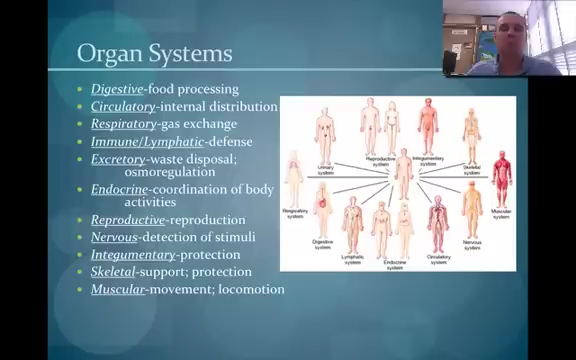 Organ Systems
Digestive-food processing
Circulatory-internal distribution
Respiratory-gas exchange
Immune/Lymphatic-defense
Excretory-waste disposal;
osmoregulation
Endocrine-coordination of body
activities
Reproductive-reproduction
Nervous-detection of stimuli
Integumentary-protection
Skeletal-support; protection
Muscular-movement; locomotion
Urinary
system
Reproductive
system
Integumentary
system
Skeletal
system
Respiratory
system
Muscular
system
Digestive
system
Lymphatic
system
Endocrine
system
Circulatory
system
Nervous
system